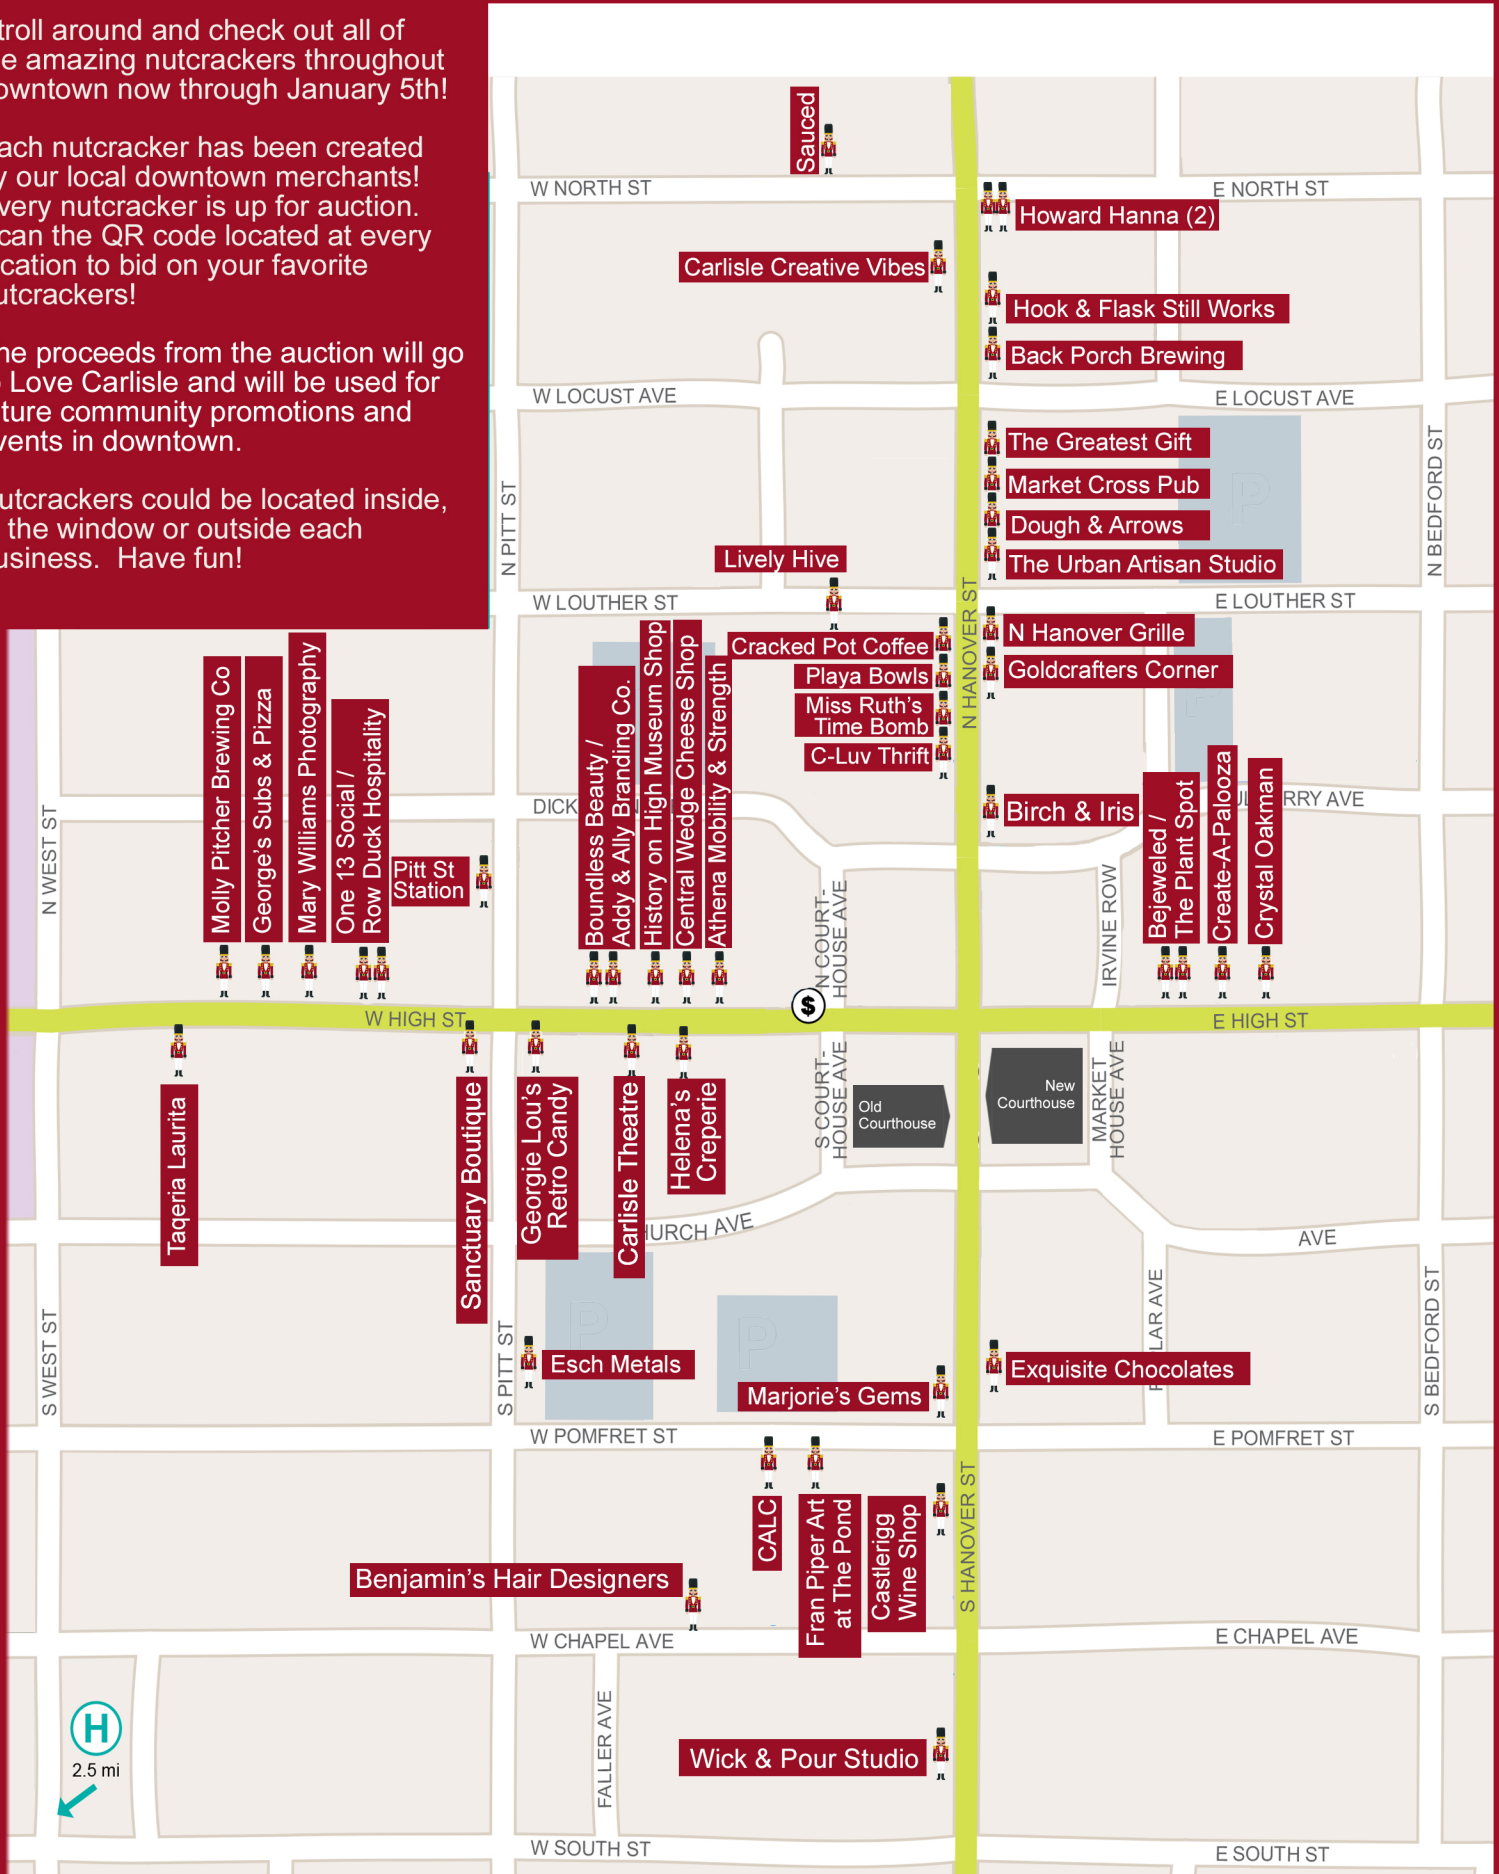 troll around and check out all of
e amazing nutcrackers throughout
owntown now through January 5th!
ach nutcracker has been created
y our local downtown merchants!
very nutcracker is up for auction.
can the QR code located at every
cation to bid on your favorite
utcrackers!
he proceeds from the auction will go
Love Carlisle and will be used for
ture community promotions and
vents in downtown.
utcrackers could be located inside,
the window or outside each
usiness.  Have fun!
Sauced
W NORTH ST
E NORTH ST
Howard Hanna (2)
Carlisle Creative Vibes
Hook & Flask Still Works
Back Porch Brewing
W LOCUST AVE
E LOCUST AVE
The Greatest Gift
Market Cross Pub
P
Dough & Arrows
The Urban Artisan Studio
N PITT ST
N BEDFORD ST
Lively Hive
W LOUTHER ST
E LOUTHER ST
N HANOVER ST
Cracked Pot Coffee
N Hanover Grille
Playa Bowls
Goldcrafters Corner
Miss Ruth's
Time Bomb
C-Luv Thrift
Molly Pitcher Brewing Co
George's Subs & Pizza
Mary Williams Photography
One 13 Social /
Row Duck Hospitality
Pitt St
Station
Boundless Beauty /
Addy & Ally Branding Co.
History on High Museum Shop
Central Wedge Cheese Shop
Athena Mobility & Strength
DICK
Birch & Iris
RRY AVE
Bejeweled /
The Plant Spot
Create-A-Palooza
Crystal Oakman
N WEST ST
N COURT-
HOUSE AVE
IRVINE ROW
$
W HIGH ST
E HIGH ST
Taqeria Laurita
Sanctuary Boutique
Georgie Lou's
Retro Candy
Carlisle Theatre
Helena's
Creperie
S COURT-
HOUSE AVE
Old
Courthouse
New
Courthouse
MARKET
HOUSE AVE
HURCH AVE
AVE
S WEST ST
S PITT ST
P
P
Esch Metals
Marjorie's Gems
Exquisite Chocolates
LAR AVE
S BEDFORD ST
W POMFRET ST
E POMFRET ST
CALC
Fran Piper Art
at The Pond
Castlerigg
Wine Shop
S HANOVER ST
Benjamin's Hair Designers
W CHAPEL AVE
E CHAPEL AVE
H
2.5 mi
FALLER AVE
Wick & Pour Studio
W SOUTH ST
E SOUTH ST